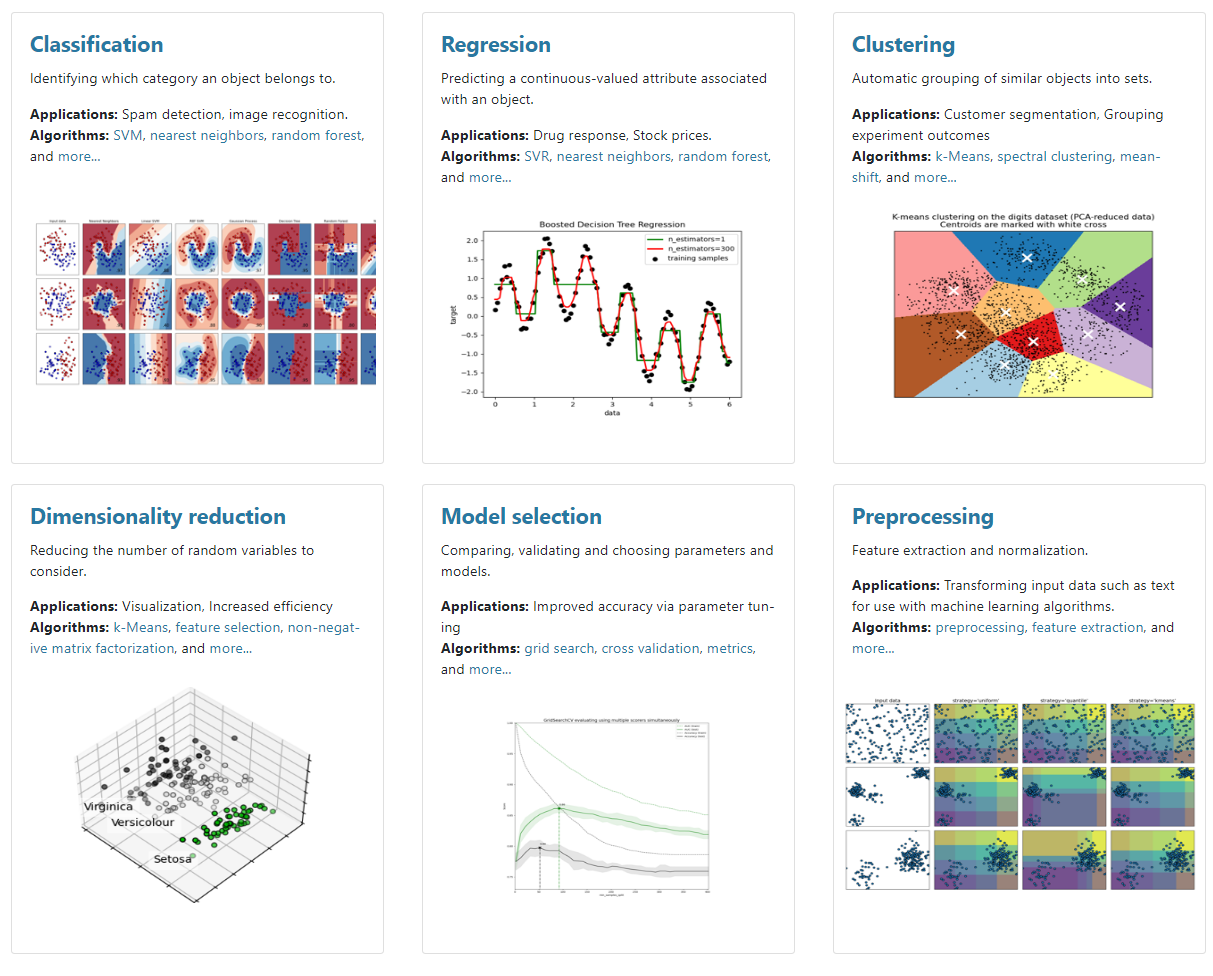 Classification
Identifying which category an object belongs to.
Applications: Spam detection, image recognition.
Algorithms: SVM, nearest neighbors, random forest,
and more...
Input data Nearest Neighbors Linear SVM RBF SVM Gaussian Process Decision Tree Random Forest
Regression
Predicting a continuous-valued attribute associated
with an object.
Applications: Drug response, Stock prices.
Algorithms: SVR, nearest neighbors, random forest,
and more...
Boosted Decision Tree Regression
n_estimators=1
n_estimators=300
training samples
2.0
1.5
1.0
0.5
0.0
−0.5
−1.0
−1.5
−2.0
target
0 1 2 3 4 5 6
data
Clustering
Automatic grouping of similar objects into sets.
Applications: Customer segmentation, Grouping
experiment outcomes
Algorithms: k-Means, spectral clustering, mean-
shift, and more...
K-means clustering on the digits dataset (PCA-reduced data)
Centroids are marked with white cross
Dimensionality reduction
Reducing the number of random variables to
consider.
Applications: Visualization, Increased efficiency
Algorithms: k-Means, feature selection, non-negat-
ive matrix factorization, and more...
Virginica
Versicolour
Setosa
Model selection
Comparing, validating and choosing parameters and
models.
Applications: Improved accuracy via parameter tun-
ing
Algorithms: grid search, cross validation, metrics,
and more...
GridSearchCV evaluating using multiple scorers simultaneously
Preprocessing
Feature extraction and normalization.
Applications: Transforming input data such as text
for use with machine learning algorithms.
Algorithms: preprocessing, feature extraction, and
more...
Input data strategy='uniform' strategy='quantile' strategy='kmeans'